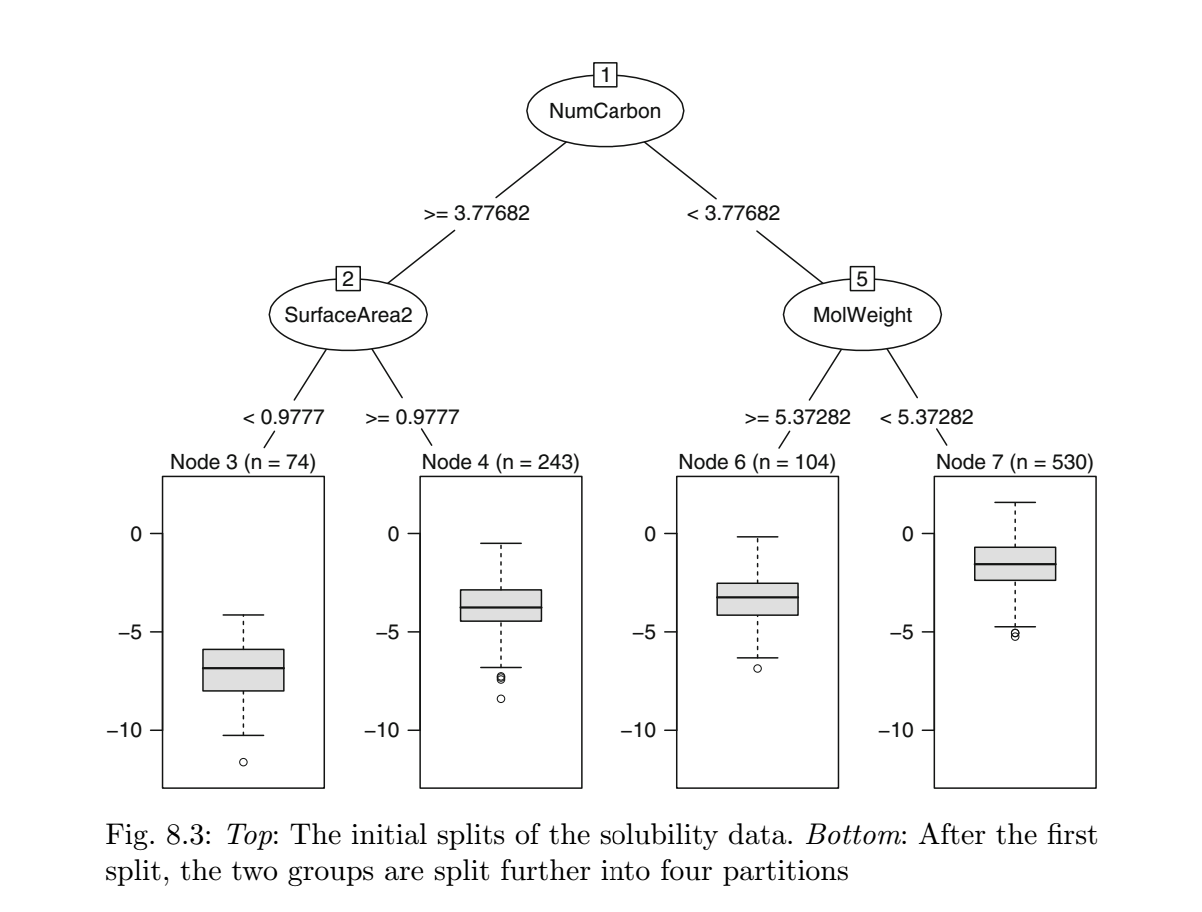 1
NumCarbon
>= 3.77682 < 3.77682
2 5
SurfaceArea2 MolWeight
< 0.9777 >= 0.9777 >= 5.37282 < 5.37282
Node 3 (n = 74) Node 4 (n = 243) Node 6 (n = 104) Node 7 (n = 530)
0 0 0 0
−5 −5 −5 −5
−10 −10 −10 −10
Fig. 8.3: Top: The initial splits of the solubility data. Bottom: After the first
split, the two groups are split further into four partitions